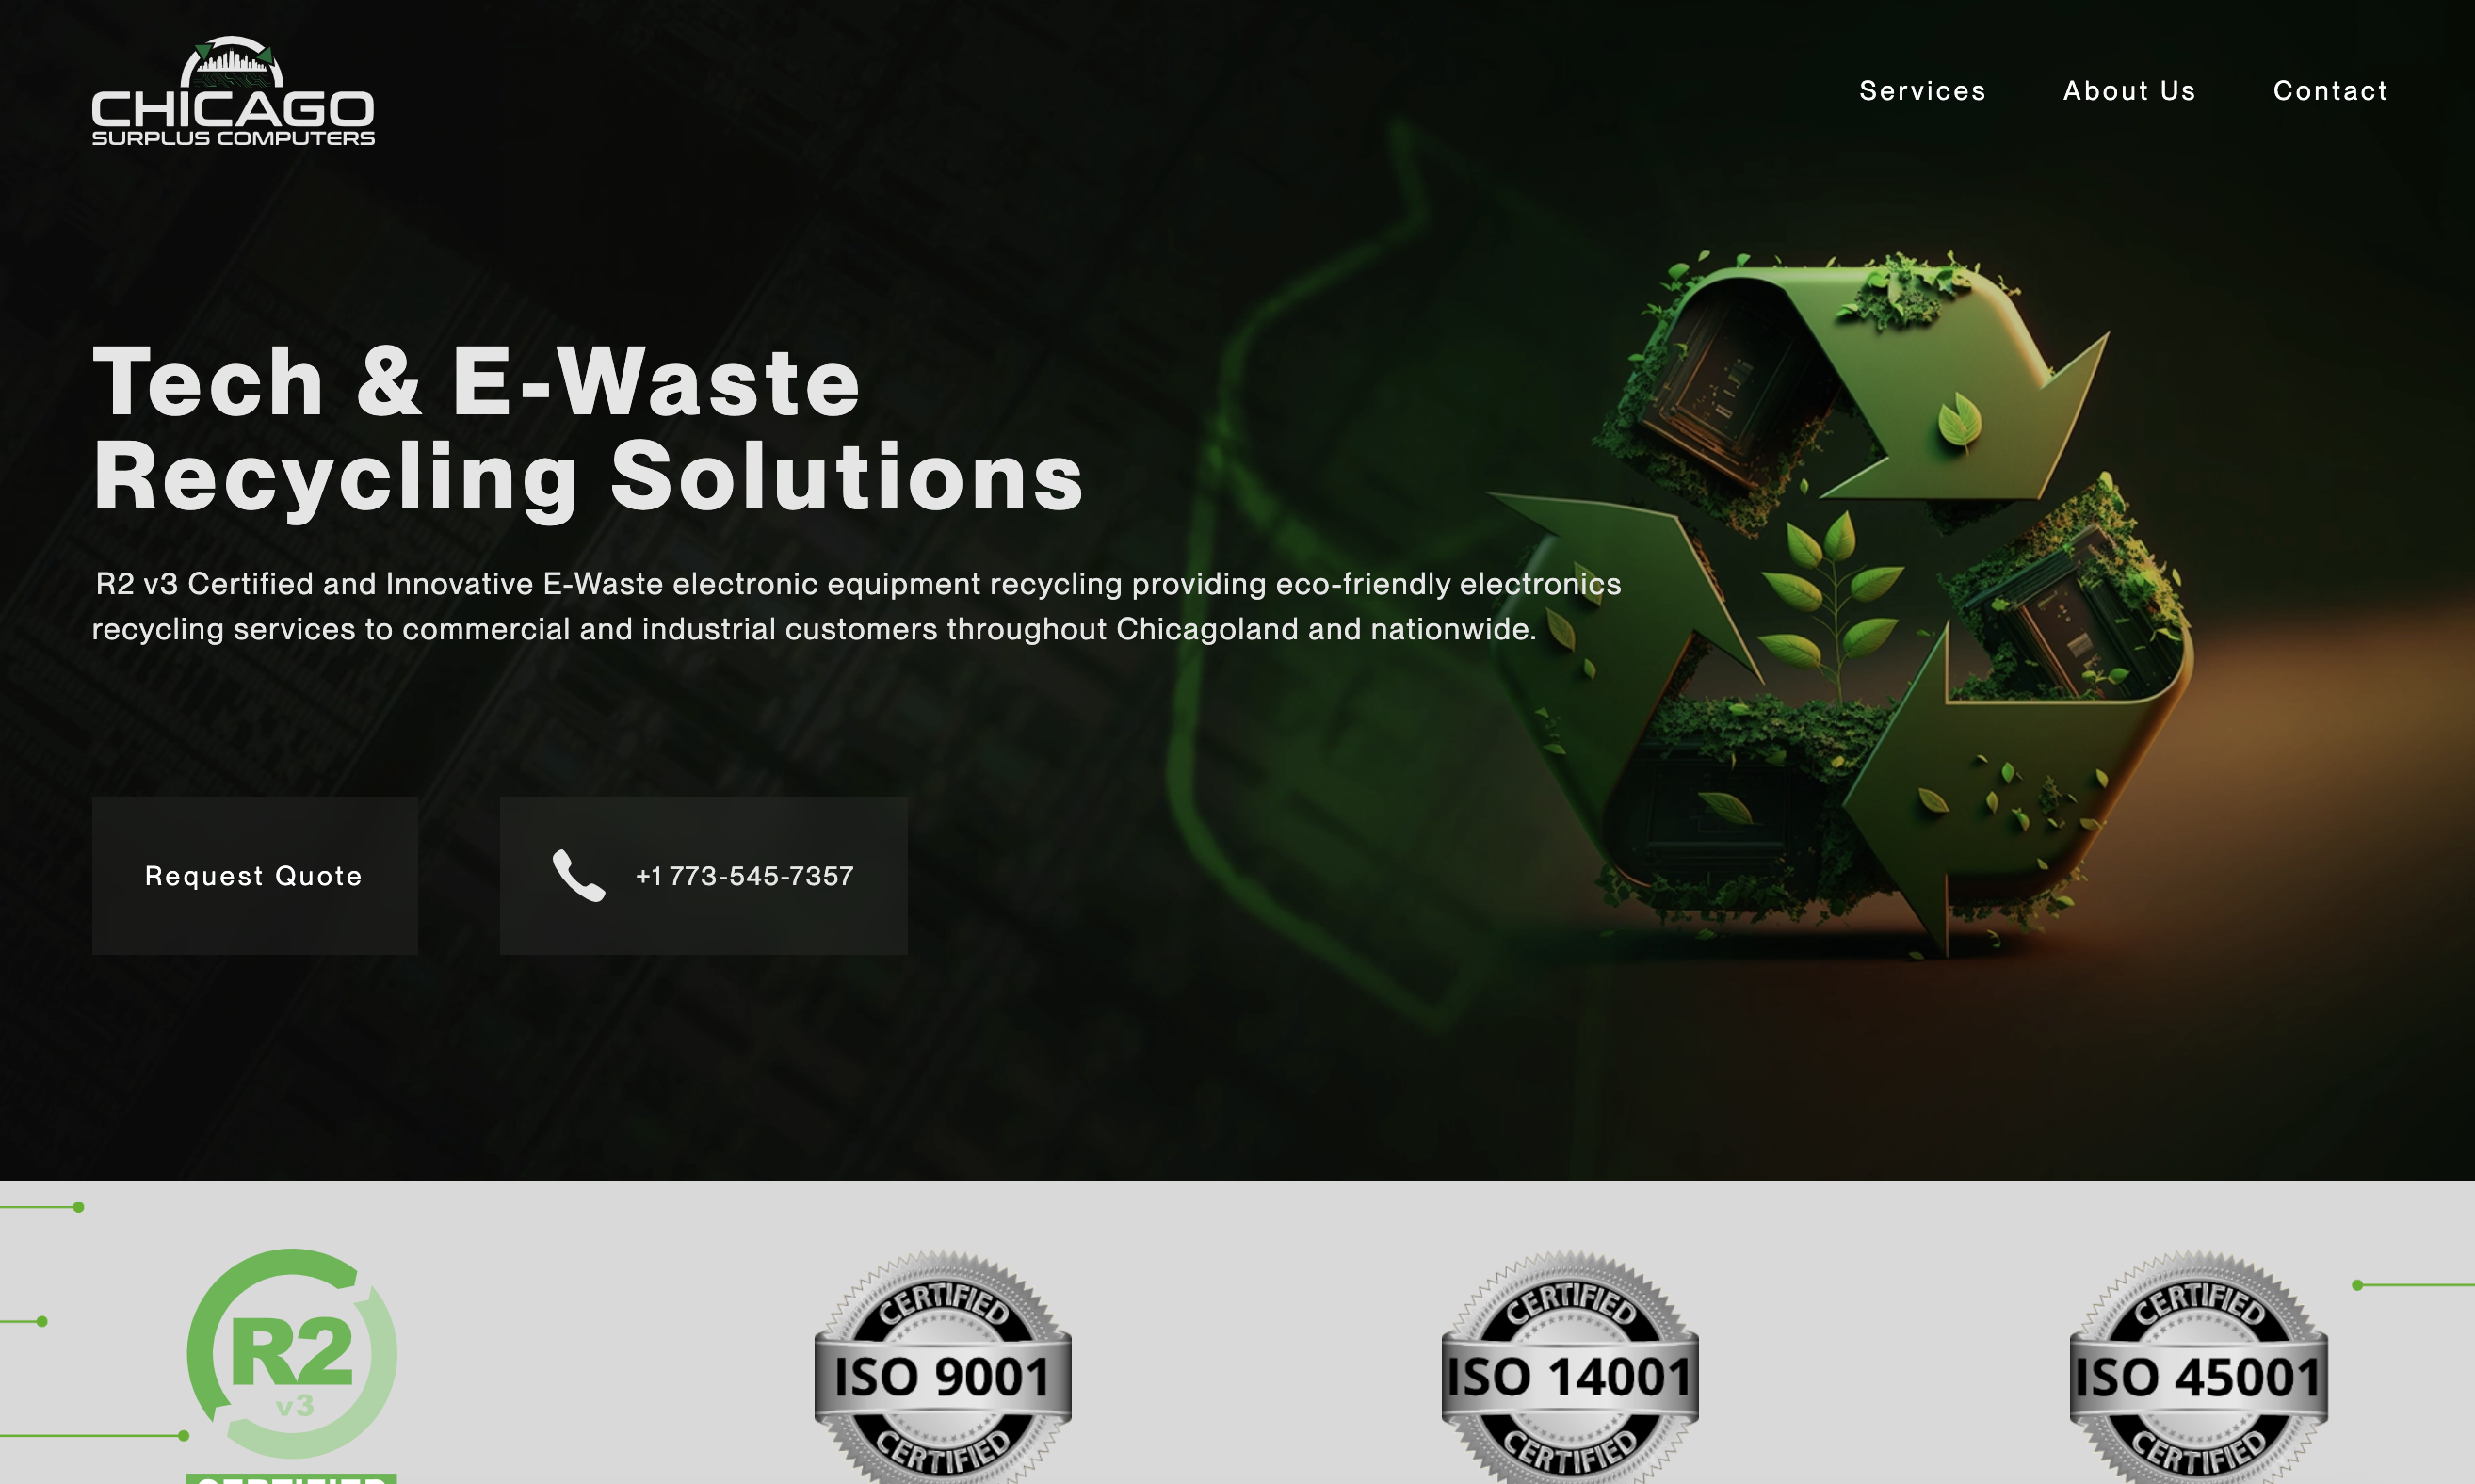 CHICAGO
SURPLUS COMPUTERS
Services
About Us
Contact
Tech & E-Waste
Recycling Solutions
R2 v3 Certified and Innovative E-Waste electronic equipment recycling providing eco-friendly electronics
recycling services to commercial and industrial customers throughout Chicagoland and nationwide.
Request Quote
+1 773-545-7357
R2
v3
CERTIFIED
CERTIFIED
ISO 9001
CERTIFIED
CERTIFIED
ISO 14001
CERTIFIED
CERTIFIED
ISO 45001
CERTIFIED